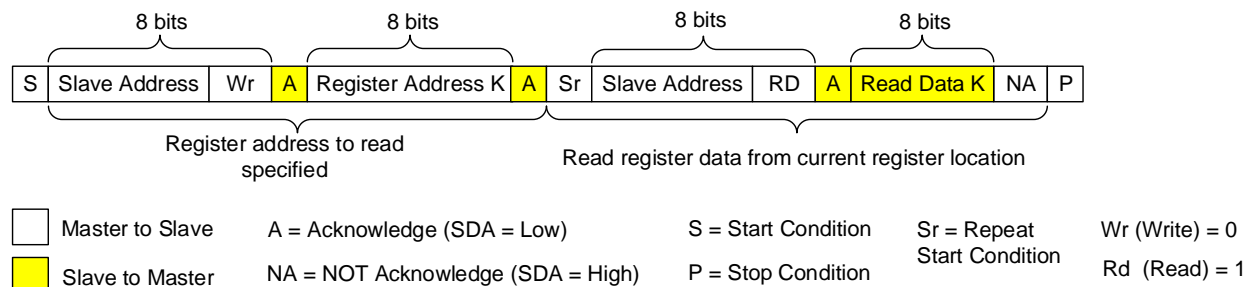 8 bits 8 bits 8 bits 8 bits
S Slave Address Wr A Register Address K A Sr Slave Address RD A Read Data K NA P
Register address to read
specified
Read register data from current register location
Master to Slave A = Acknowledge (SDA = Low) S = Start Condition Sr = Repeat
Start Condition Wr (Write) = 0
Slave to Master NA = NOT Acknowledge (SDA = High) P = Stop Condition Rd (Read) = 1